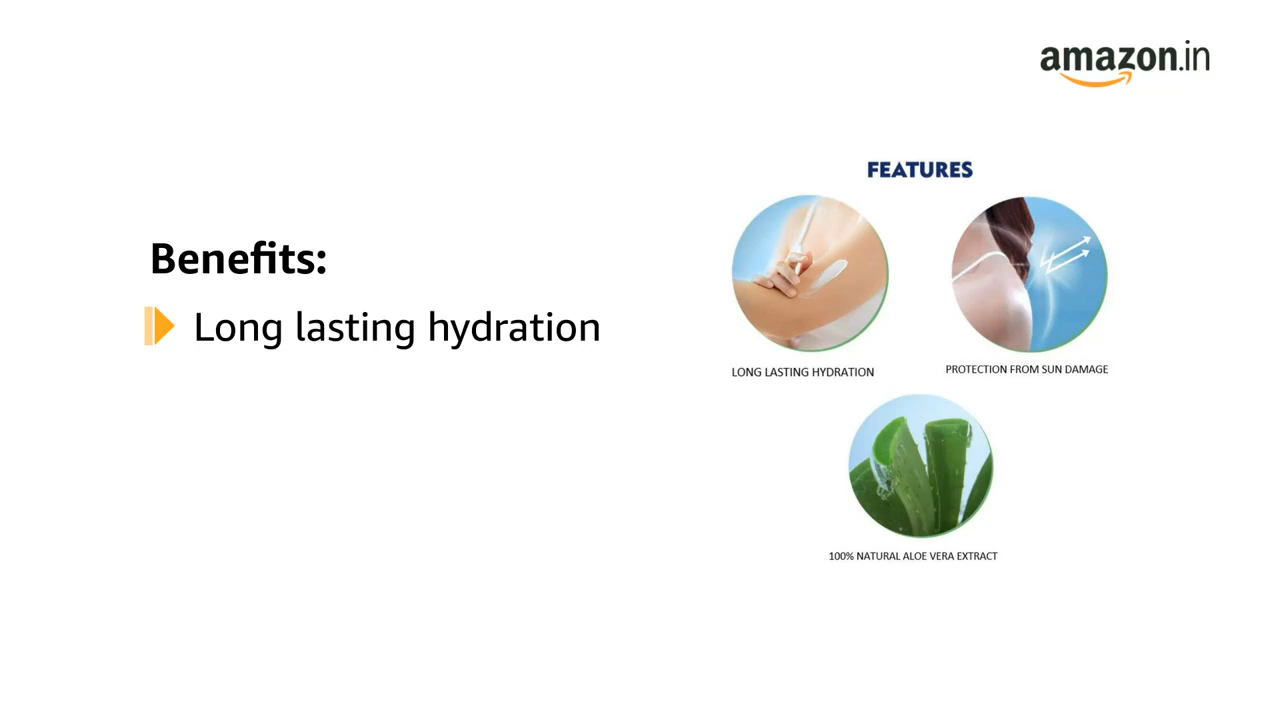 amazon.in
Benefits:
Long lasting hydration
FEATURES
LONG LASTING HYDRATION
PROTECTION FROM SUN DAMAGE
100% NATURAL ALOE VERA EXTRACT